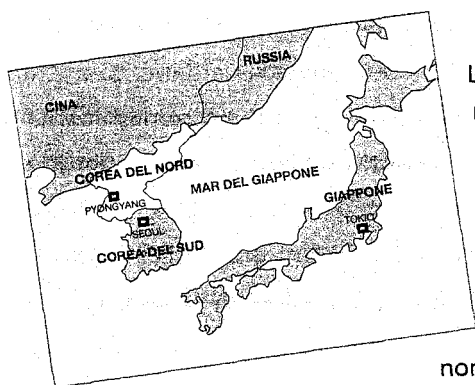 RUSSIA
CINA
COREA DEL NORD
PYONGYANG
MAR DEL GIAPPONE
GIAPPONE
TOKIO
SEOUL
COREA DEL SUD
L
nor